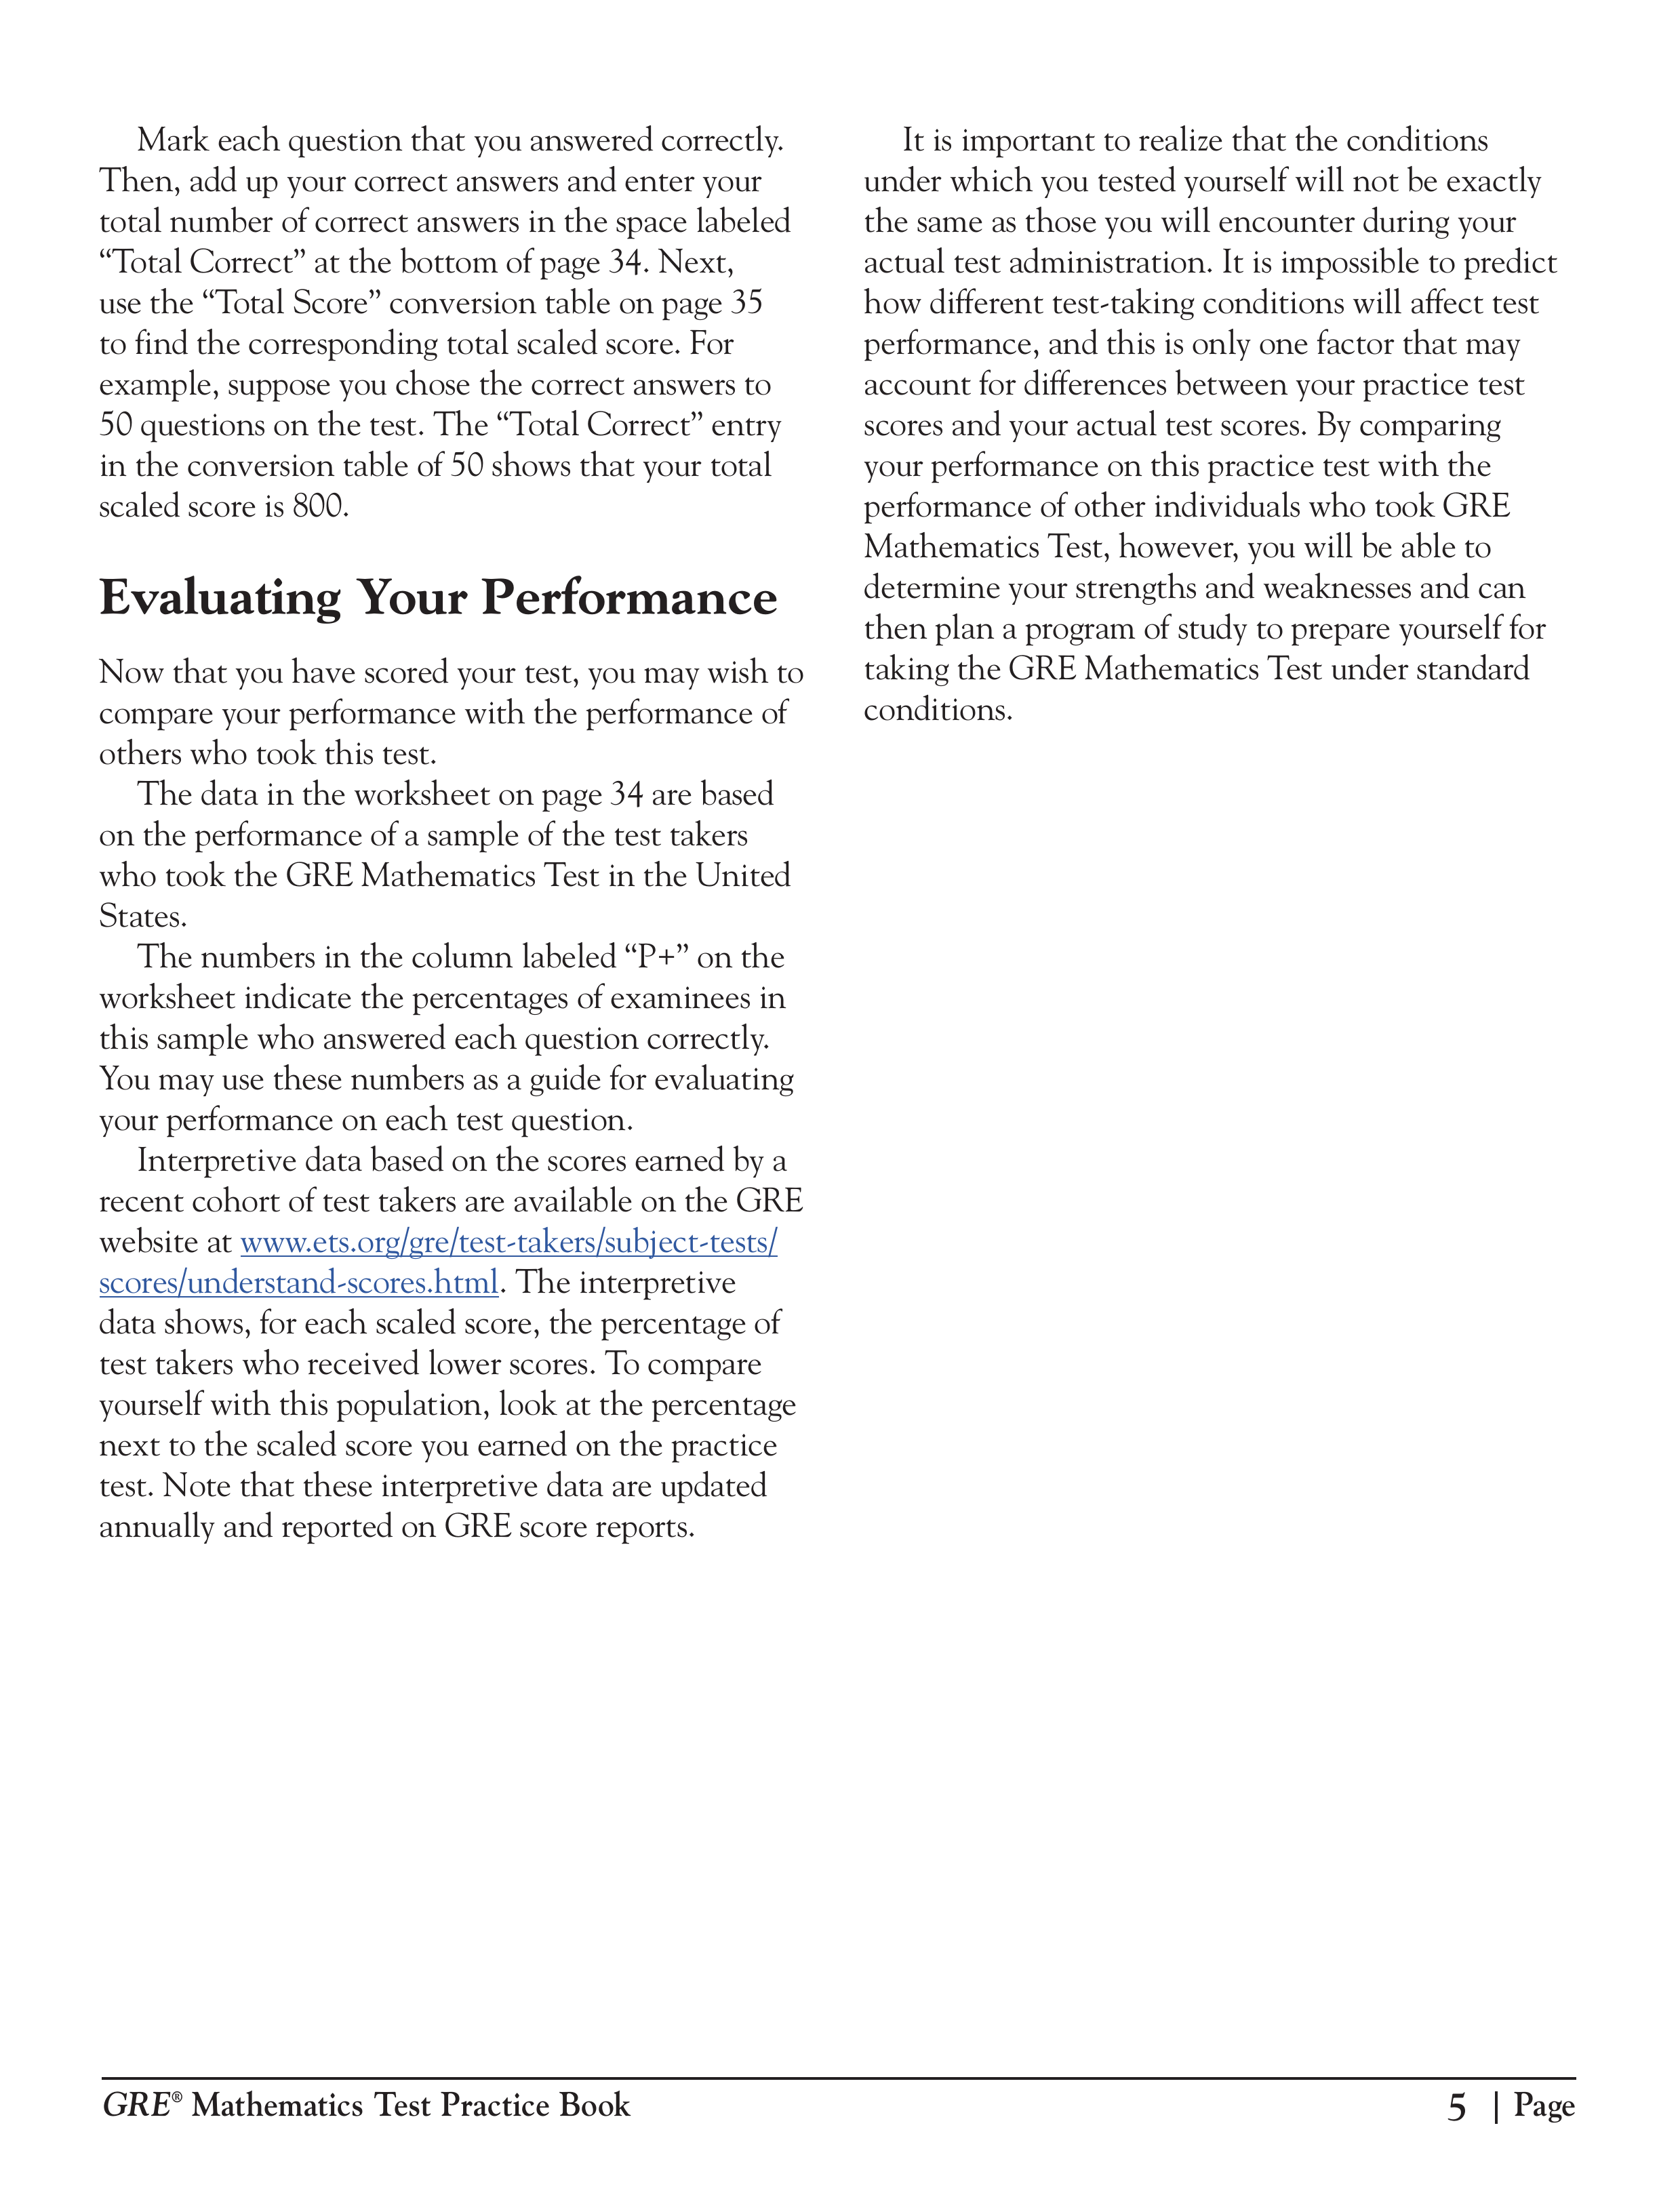 Mark each question that you answered correctly.
Then, add up your correct answers and enter your
total number of correct answers in the space labeled
“Total Correct” at the bottom of page 34. Next,
use the “Total Score” conversion table on page 35
to find the corresponding total scaled score. For
example, suppose you chose the correct answers to
50 questions on the test. The “Total Correct” entry
in the conversion table of 50 shows that your total
scaled score is 800.
Evaluating Your Performance
Now that you have scored your test, you may wish to
compare your performance with the performance of
others who took this test.
The data in the worksheet on page 34 are based
on the performance of a sample of the test takers
who took the GRE Mathematics Test in the United
States.
The numbers in the column labeled “P+” on the
worksheet indicate the percentages of examinees in
this sample who answered each question correctly.
You may use these numbers as a guide for evaluating
your performance on each test question.
Interpretive data based on the scores earned by a
recent cohort of test takers are available on the GRE
website at www.ets.org/gre/test-takers/subject-tests/
scores/understand-scores.html. The interpretive
data shows, for each scaled score, the percentage of
test takers who received lower scores. To compare
yourself with this population, look at the percentage
next to the scaled score you earned on the practice
test. Note that these interpretive data are updated
annually and reported on GRE score reports.
It is important to realize that the conditions
under which you tested yourself will not be exactly
the same as those you will encounter during your
actual test administration. It is impossible to predict
how different test-taking conditions will affect test
performance, and this is only one factor that may
account for differences between your practice test
scores and your actual test scores. By comparing
your performance on this practice test with the
performance of other individuals who took GRE
Mathematics Test, however, you will be able to
determine your strengths and weaknesses and can
then plan a program of study to prepare yourself for
taking the GRE Mathematics Test under standard
conditions.
GRE® Mathematics Test Practice Book
5 | Page